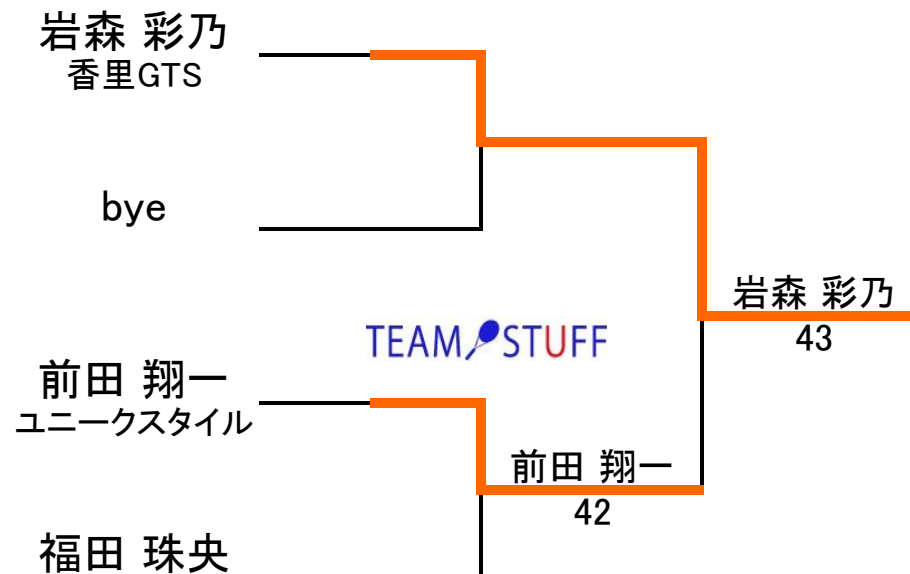 岩森 彩乃
香里GTS
bye
岩森 彩乃
43
TEAM STUFF
前田 翔一
ユニークスタイル
前田 翔一
42
福田 珠央